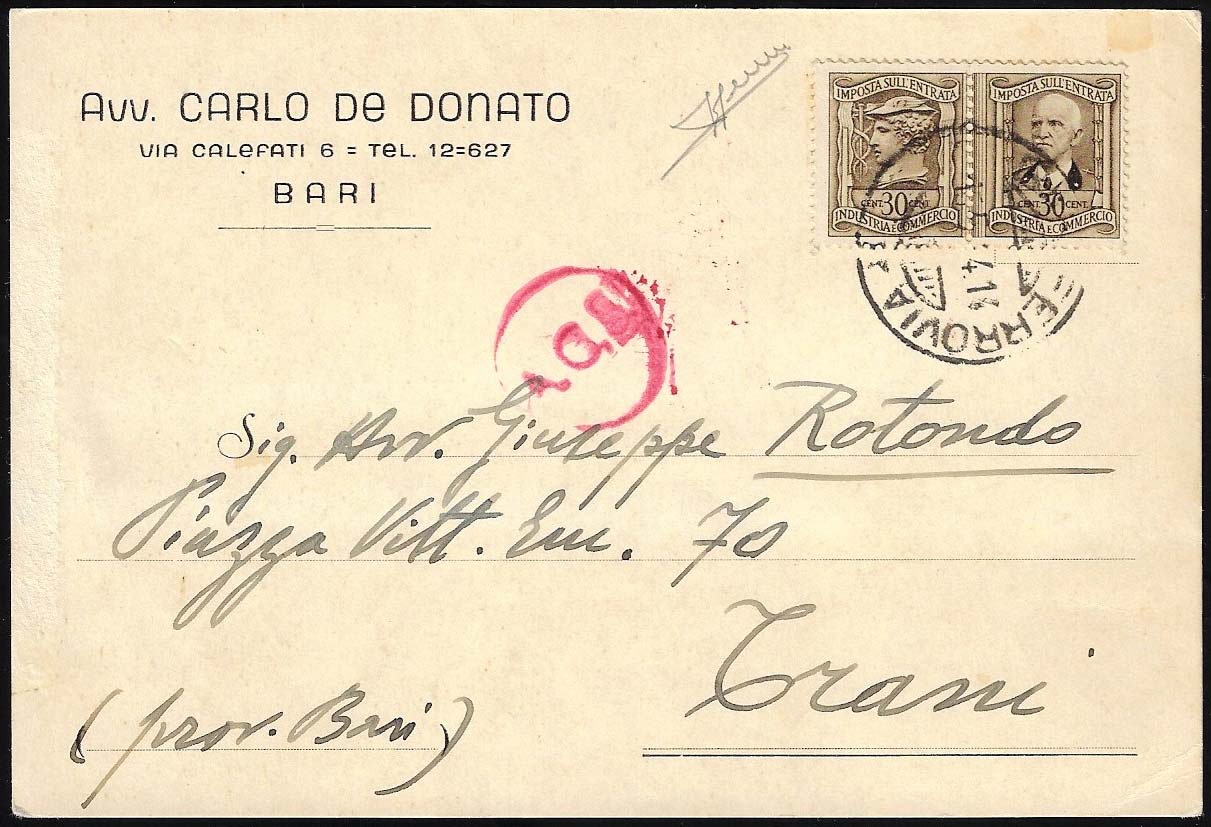 Avv. CARLO De DONATO
VIA CALEFATI 6 = TEL. 12=627
BARI
IMPOSTA SULL'ENTRATA
CENT. 30 CENT.
INDUSTRIA E COMMERCIO
IMPOSTA SULL'ENTRATA
CENT. 30 CENT.
INDUSTRIA E COMMERCIO
FERROVIA
Sig. Avv. Giuseppe Rotondo
Piazza Vitt. Em. 70
Trani
(prov. Bari)